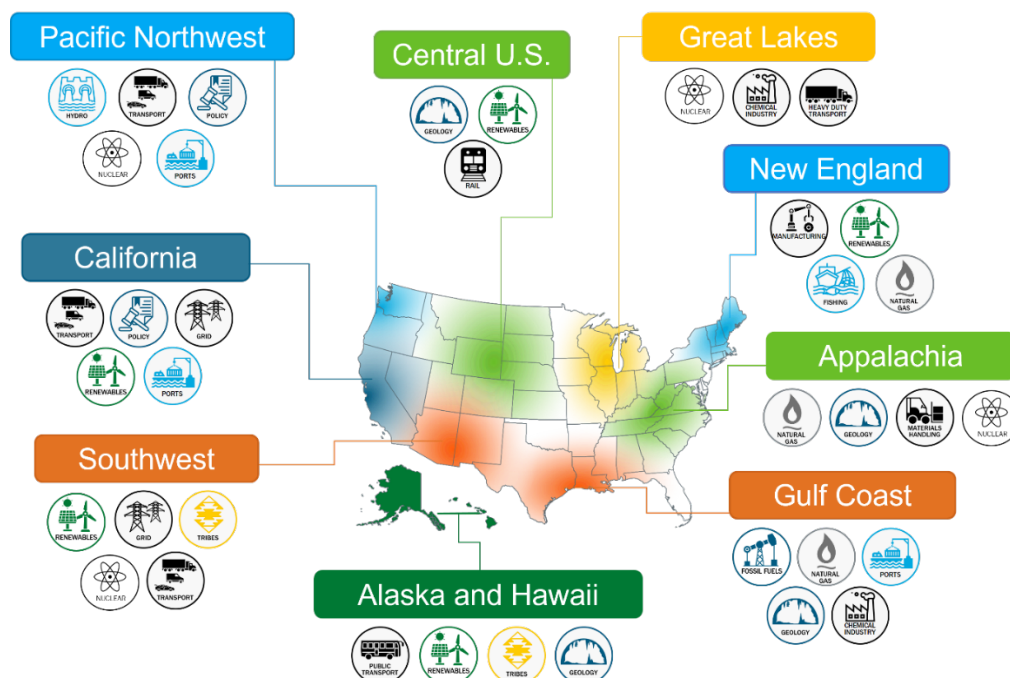 Pacific Northwest
HYDRO
TRANSPORT
POLICY
NUCLEAR
PORTS
Central U.S.
GEOLOGY
RENEWABLES
RAIL
Great Lakes
NUCLEAR
CHEMICAL
INDUSTRY
HEAVY DUTY
TRANSPORT
New England
MANUFACTURING
RENEWABLES
FISHING
NATURAL
GAS
California
TRANSPORT
POLICY
GRID
RENEWABLES
PORTS
Appalachia
NATURAL
GAS
GEOLOGY
MATERIALS
HANDLING
NUCLEAR
Southwest
RENEWABLES
GRID
TRIBES
NUCLEAR
TRANSPORT
Gulf Coast
FOSSIL FUELS
NATURAL
GAS
PORTS
GEOLOGY
CHEMICAL
INDUSTRY
Alaska and Hawaii
PUBLIC
TRANSPORT
RENEWABLES
TRIBES
GEOLOGY